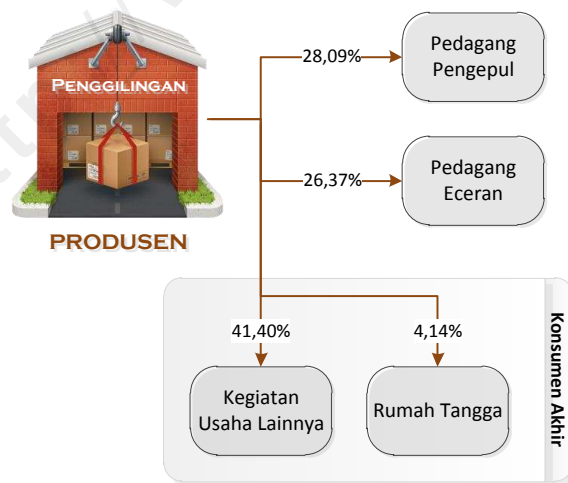 PENGGILINGAN
PRODUSEN
28,09%
Pedagang
Pengepul
26,37%
Pedagang
Eceran
41,40%
4,14%
Kegiatan
Usaha Lainnya
Rumah Tangga
Konsumen Akhir